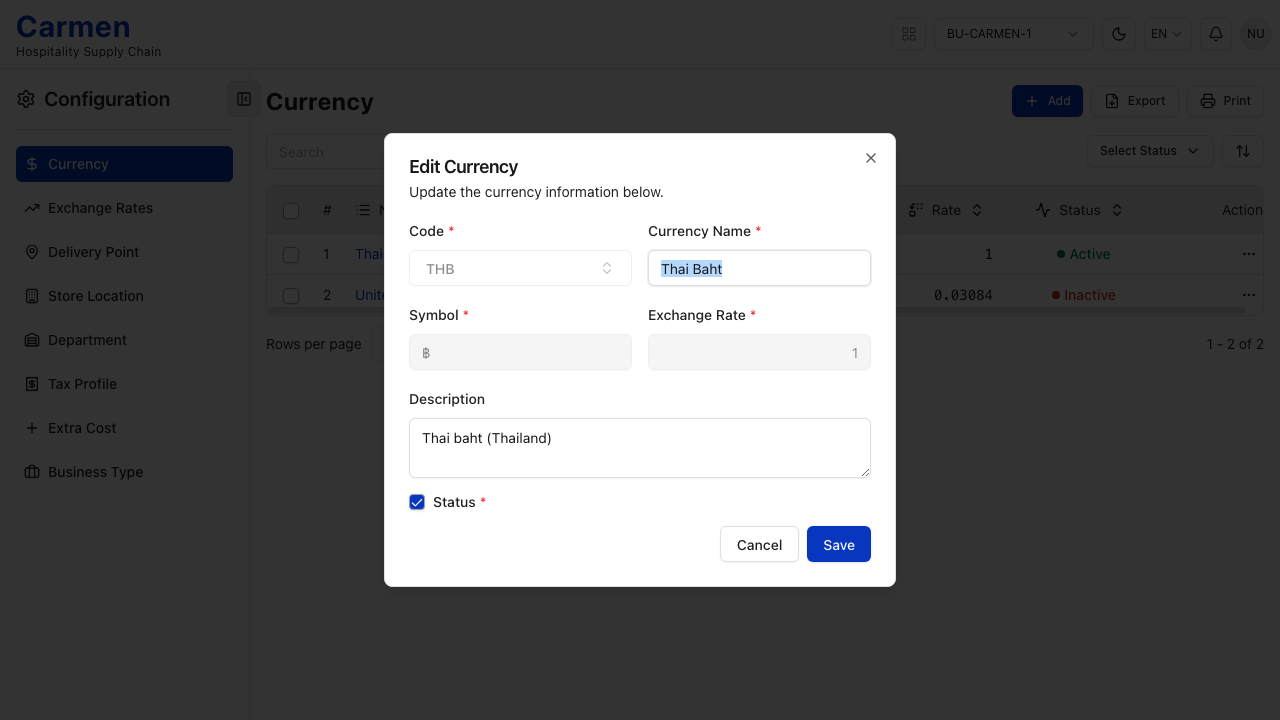 Carmen
Hospitality Supply Chain
BU-CARMEN-1
EN
NU
Configuration
Currency
Add
Export
Print
Currency
Exchange Rates
Delivery Point
Store Location
Department
Tax Profile
Extra Cost
Business Type
Search
Select Status
#
Rate
Status
Action
1
1
Active
2
0.03084
Inactive
Rows per page
1 - 2 of 2
Edit Currency
Update the currency information below.
Code *
Currency Name *
THB
Thai Baht
Symbol *
Exchange Rate *
฿
1
Description
Thai baht (Thailand)
Status *
Cancel
Save